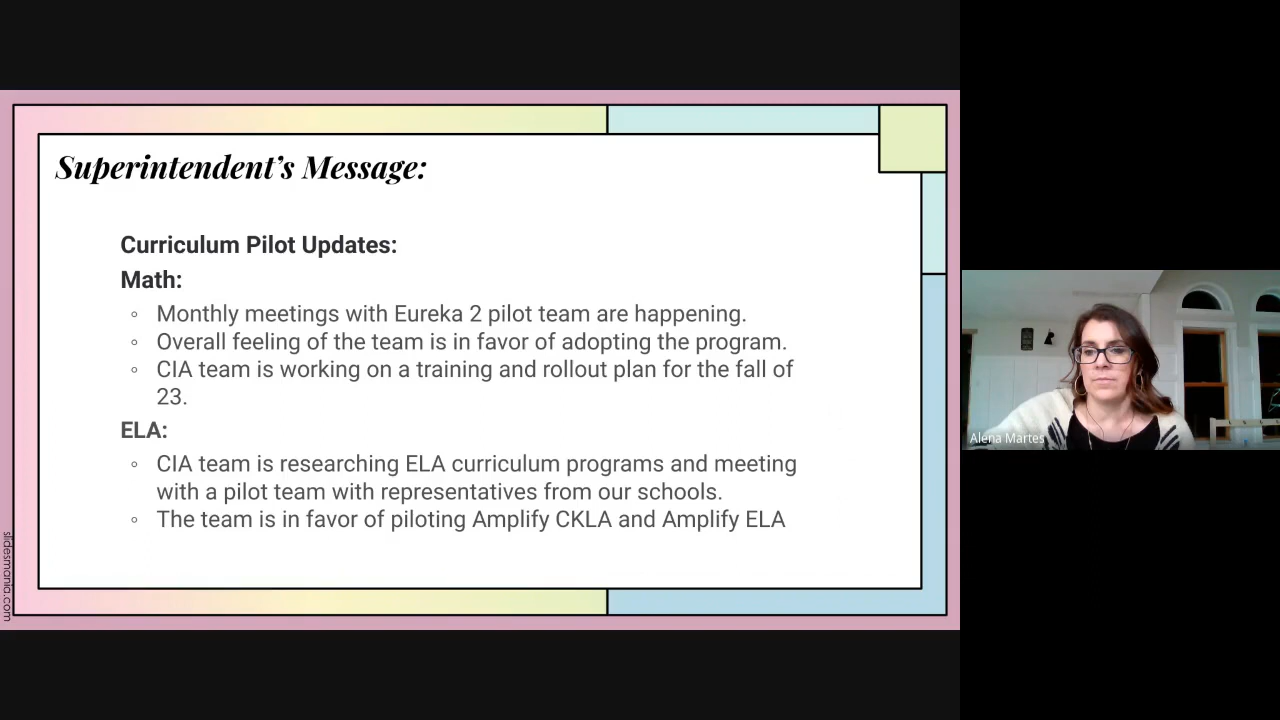 Superintendent’s Message:
Curriculum Pilot Updates:
Math:
◦ Monthly meetings with Eureka 2 pilot team are happening.
◦ Overall feeling of the team is in favor of adopting the program.
◦ CIA team is working on a training and rollout plan for the fall of
23.
ELA:
◦ CIA team is researching ELA curriculum programs and meeting
with a pilot team with representatives from our schools.
◦ The team is in favor of piloting Amplify CKLA and Amplify ELA
slidesmania.com
Alena Martes